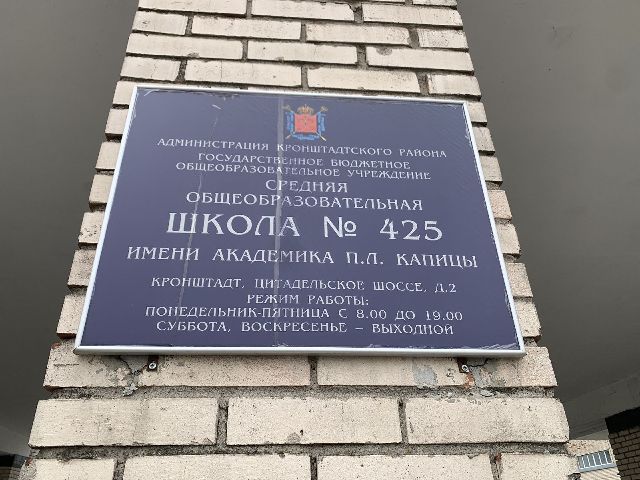 АДМИНИСТРАЦИЯ КРОНШТАДТСКОГО РАЙОНА
ГОСУДАРСТВЕННОЕ БЮДЖЕТНОЕ
ОБЩЕОБРАЗОВАТЕЛЬНОЕ УЧРЕЖДЕНИЕ
СРЕДНЯЯ
ОБЩЕОБРАЗОВАТЕЛЬНАЯ
ШКОЛА № 425
ИМЕНИ АКАДЕМИКА П.Л. КАПИЦЫ
КРОНШТАДТ, ЦИТАДЕЛЬСКОЕ ШОССЕ, Д.2
РЕЖИМ РАБОТЫ:
ПОНЕДЕЛЬНИК-ПЯТНИЦА С 8.00 ДО 19.00
СУББОТА, ВОСКРЕСЕНЬЕ – ВЫХОДНОЙ